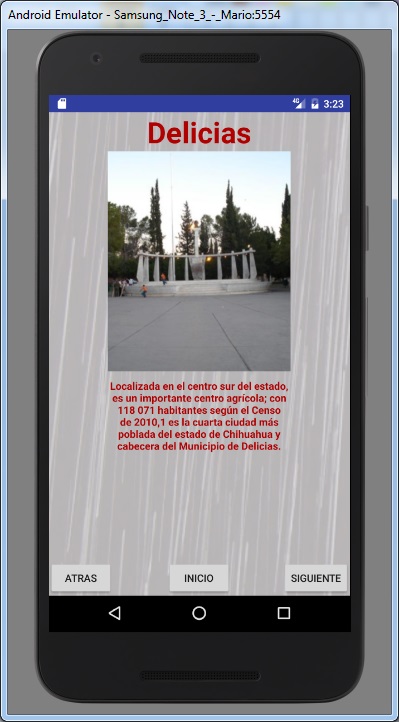 Android Emulator - Samsung_Note_3_-_Mario:5554
4G 3:23
Delicias
Localizada en el centro sur del estado,
es un importante centro agrícola; con
118 071 habitantes según el Censo
de 2010,1 es la cuarta ciudad más
poblada del estado de Chihuahua y
cabecera del Municipio de Delicias.
ATRAS INICIO SIGUIENTE